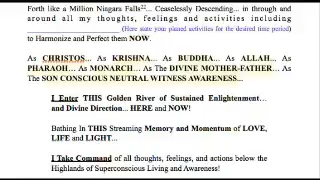 Forth like a Million Niagara Falls²²... Ceaselessly Descending... in through and
around all my thoughts, feelings and activities including
(Here state your planed activities for the desired time period)
to Harmonize and Perfect them NOW.
As CHRISTOS... As KRISHNA... As BUDDHA... As ALLAH... As
PHARAOH... As MONARCH... As The DIVINE MOTHER-FATHER... As
The SON CONSCIOUS NEUTRAL WITNESS AWARENESS...
I Enter THIS Golden River of Sustained Enlightenment...
and Divine Direction... HERE and NOW!
Bathing In THIS Streaming Memory and Momentum of LOVE,
LIFE and LIGHT...
I Take Command of all thoughts, feelings, and actions below the
Highlands of Superconscious Living and Awareness!